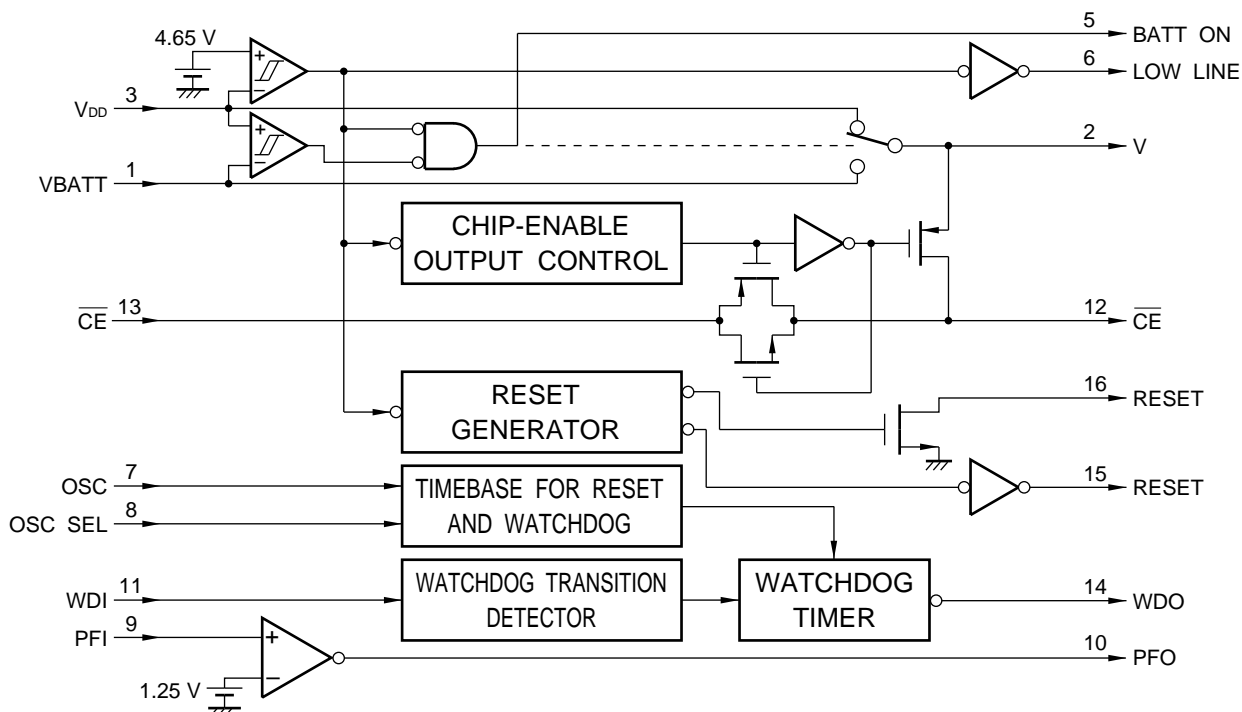 5
BATT ON
4.65 V
+
−
6
LOW LINE
3
VDD
+
−
2
V
1
VBATT
CHIP-ENABLE
OUTPUT CONTROL
13
CE
12
CE
RESET
GENERATOR
16
RESET
7
OSC
TIMEBASE FOR RESET
AND WATCHDOG
15
RESET
8
OSC SEL
WATCHDOG TRANSITION
DETECTOR
WATCHDOG
TIMER
11
WDI
14
WDO
9
PFI
+
−
10
PFO
1.25 V